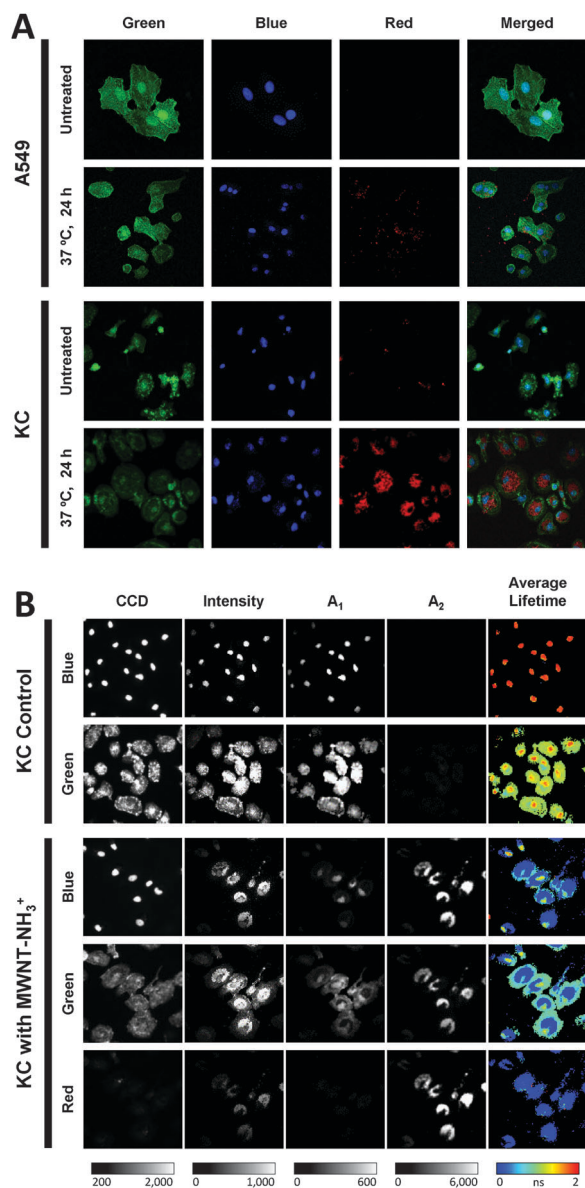 A
Green Blue Red Merged
A549
Untreated
37 ºC, 24 h
KC
Untreated
37 ºC, 24 h
B
CCD Intensity A₁ A₂ Average Lifetime
KC Control
Blue
Green
KC with MWNT-NH₃⁺
Blue
Green
Red
200 2,000 0 1,000 0 600 0 6,000 0 ns 2